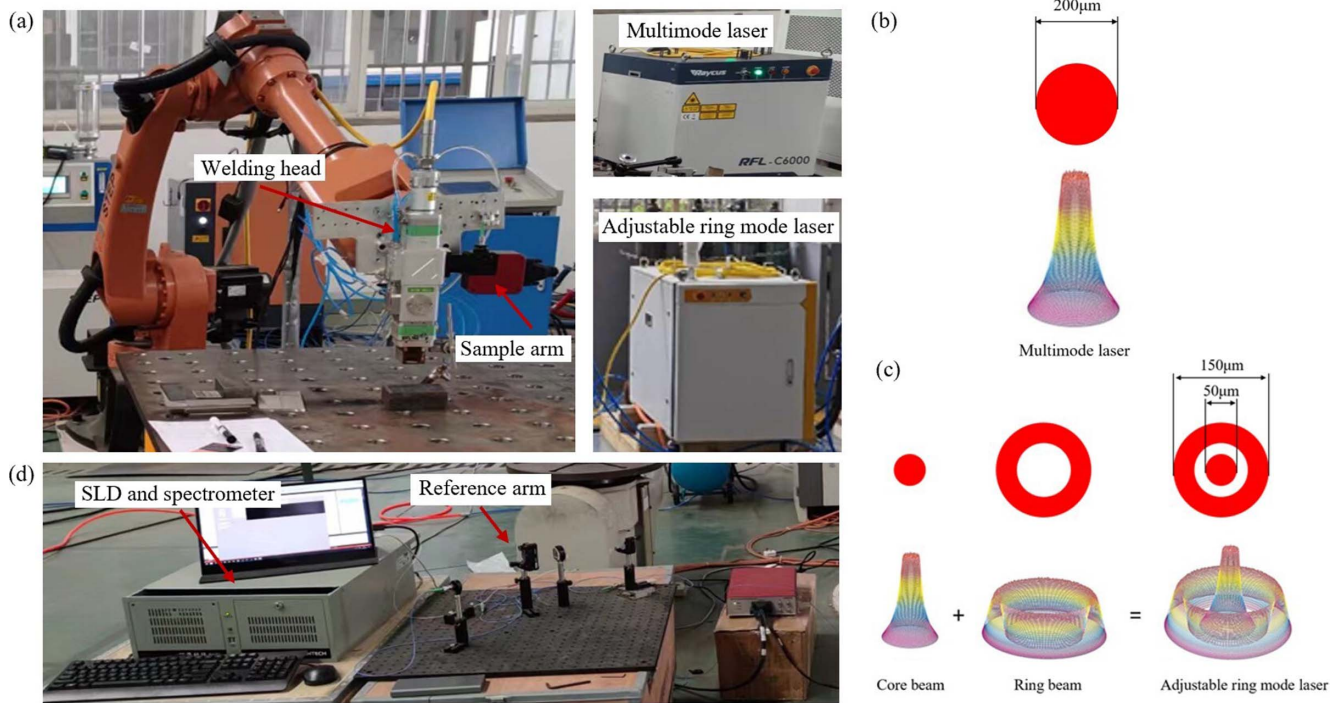 (a)
Welding head
Sample arm
Multimode laser
Raycus
RFL-C6000
Adjustable ring mode laser
(b)
200μm
Multimode laser
(c)
150μm
50μm
+
=
Core beam
Ring beam
Adjustable ring mode laser
(d)
SLD and spectrometer
Reference arm